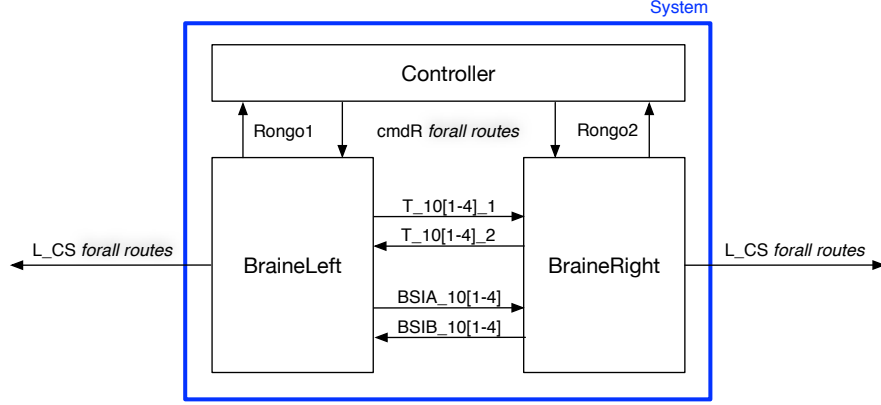 System
Controller
Rongo1
cmdR forall routes
Rongo2
T_10[1-4]_1
T_10[1-4]_2
L_CS forall routes
BraineLeft
BraineRight
L_CS forall routes
BSIA_10[1-4]
BSIB_10[1-4]